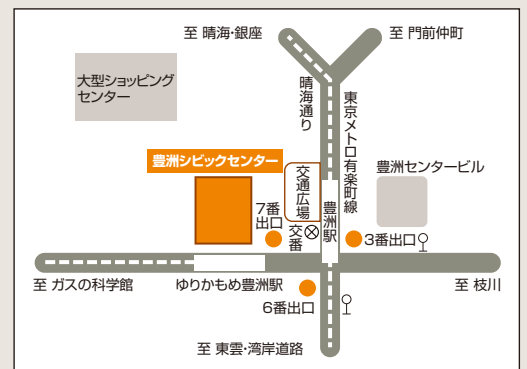 至 晴海・銀座
至 門前仲町
大型ショッピング
センター
晴海通り
東京メトロ有楽町線
豊洲シビックセンター
交通広場
豊洲センタービル
7番
出口
交番
豊洲駅
3番出口
至 ガスの科学館
ゆりかもめ豊洲駅
至 枝川
6番出口
至 東雲・湾岸道路